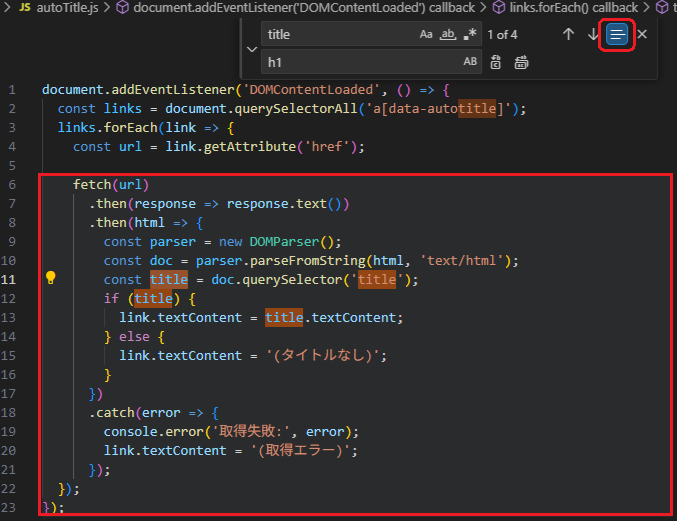 JS autoTitle.js > document.addEventListener('DOMContentLoaded') callback > links.forEach() callback >
title Aa ab .* 1 of 4
h1 AB
1 document.addEventListener('DOMContentLoaded', () => {
2 const links = document.querySelectorAll('a[data-autotitle]');
3 links.forEach(link => {
4 const url = link.getAttribute('href');
5
6 fetch(url)
7 .then(response => response.text())
8 .then(html => {
9 const parser = new DOMParser();
10 const doc = parser.parseFromString(html, 'text/html');
11 const title = doc.querySelector('title');
12 if (title) {
13 link.textContent = title.textContent;
14 } else {
15 link.textContent = '(タイトルなし)';
16 }
17 })
18 .catch(error => {
19 console.error('取得失敗:', error);
20 link.textContent = '(取得エラー)';
21 });
22 });
23 });